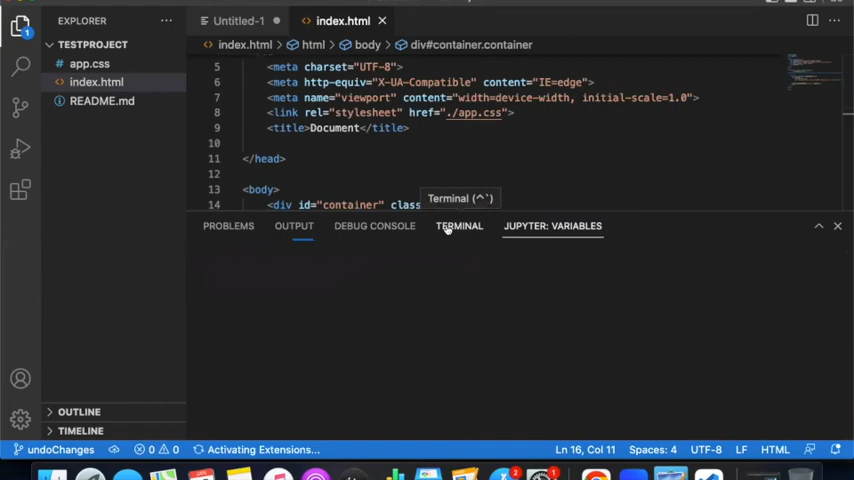 EXPLORER
Untitled-1
index.html
TESTPROJECT
app.css
index.html
README.md
index.html > html > body > div#container.container
5 <meta charset="UTF-8">
6 <meta http-equiv="X-UA-Compatible" content="IE=edge">
7 <meta name="viewport" content="width=device-width, initial-scale=1.0">
8 <link rel="stylesheet" href="./app.css">
9 <title>Document</title>
10
11 </head>
12
13 <body>
14 <div id="container" clas
Terminal (^`)
PROBLEMS OUTPUT DEBUG CONSOLE TERMINAL JUPYTER: VARIABLES
OUTLINE
TIMELINE
undoChanges 0 0 Activating Extensions... Ln 16, Col 11 Spaces: 4 UTF-8 LF HTML